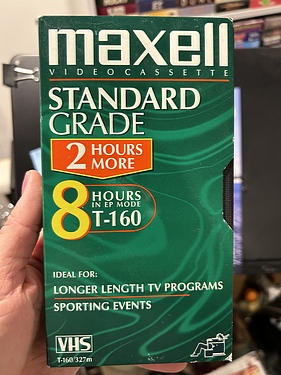 maxell
VIDEOCASSETTE
STANDARD
GRADE
2 HOURS
MORE
8 HOURS
IN EP MODE
T-160
IDEAL FOR:
LONGER LENGTH TV PROGRAMS
SPORTING EVENTS
VHS
T-160/327m